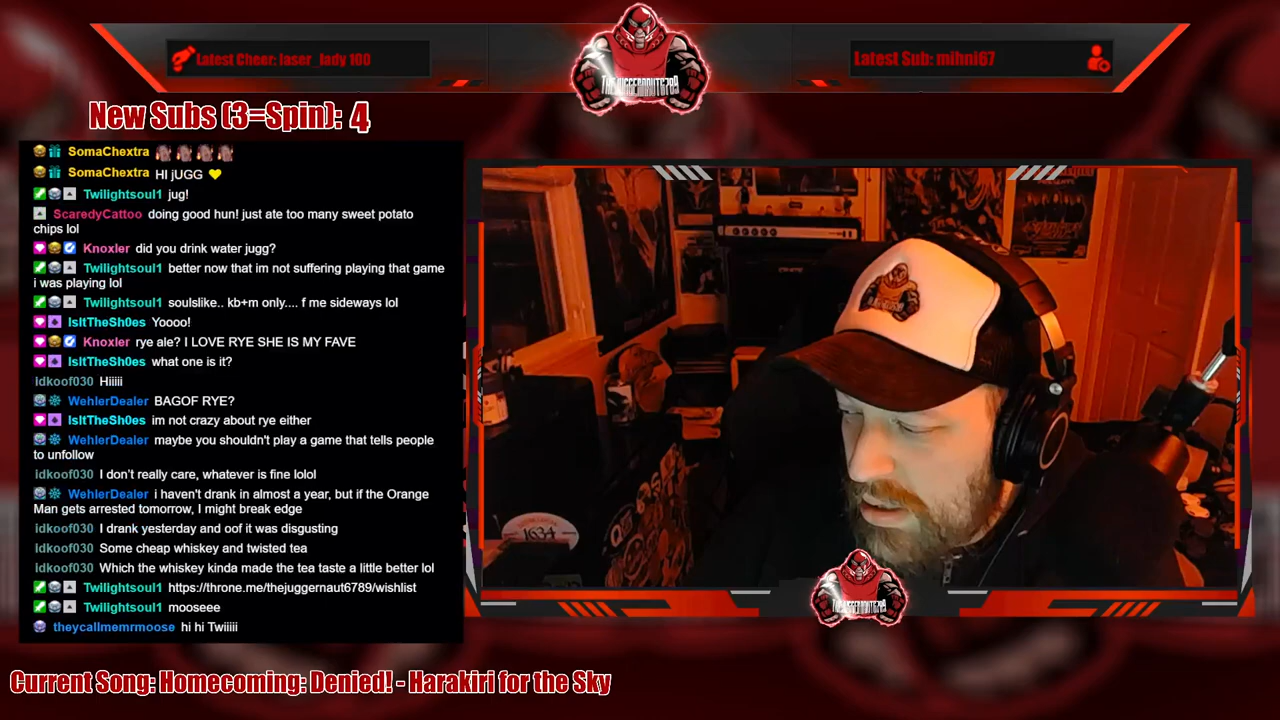 Latest Cheer: laser_lady 100
THEJUGGERNAUT6789
Latest Sub: mihni67
New Subs (3=Spin): 4
SomaChextra
SomaChextra HI jUGG
Twilightsoul1 jug!
ScaredyCattoo doing good hun! just ate too many sweet potato
chips lol
Knoxler did you drink water jugg?
Twilightsoul1 better now that im not suffering playing that game
i was playing lol
Twilightsoul1 soulslike.. kb+m only.... f me sideways lol
IsItTheSh0es Yoooo!
Knoxler rye ale? I LOVE RYE SHE IS MY FAVE
IsItTheSh0es what one is it?
idkoof030 Hiiiii
WehlerDealer BAGOF RYE?
IsItTheSh0es im not crazy about rye either
WehlerDealer maybe you shouldn't play a game that tells people
to unfollow
idkoof030 I don't really care, whatever is fine lolol
WehlerDealer i haven't drank in almost a year, but if the Orange
Man gets arrested tomorrow, I might break edge
idkoof030 I drank yesterday and oof it was disgusting
idkoof030 Some cheap whiskey and twisted tea
idkoof030 Which the whiskey kinda made the tea taste a little better lol
Twilightsoul1 https://throne.me/thejuggernaut6789/wishlist
Twilightsoul1 mooseee
theycallmemrmoose hi hi Twiiiii
1634
THEJUGGERNAUT6789
Current Song: Homecoming: Denied! - Harakiri for the Sky